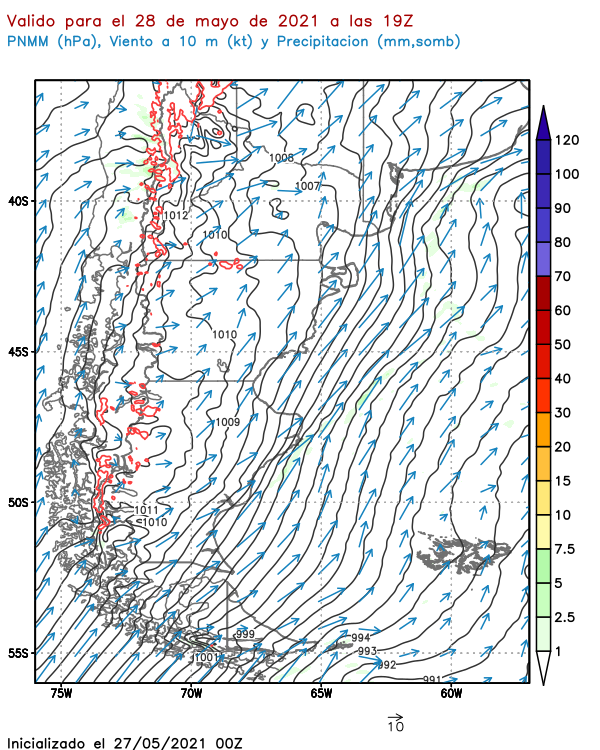 Valido para el 28 de mayo de 2021 a las 19Z
PNMM (hPa), Viento a 10 m (kt) y Precipitacion (mm,somb)
120
100
90
80
70
60
50
40
30
20
15
10
7.5
5
2.5
1
40S
45S
50S
55S
75W
70W
65W
60W
1008
1007
1012
1010
1010
1009
1011
1010
999
1001
994
993
992
991
10
Inicializado el 27/05/2021 00Z